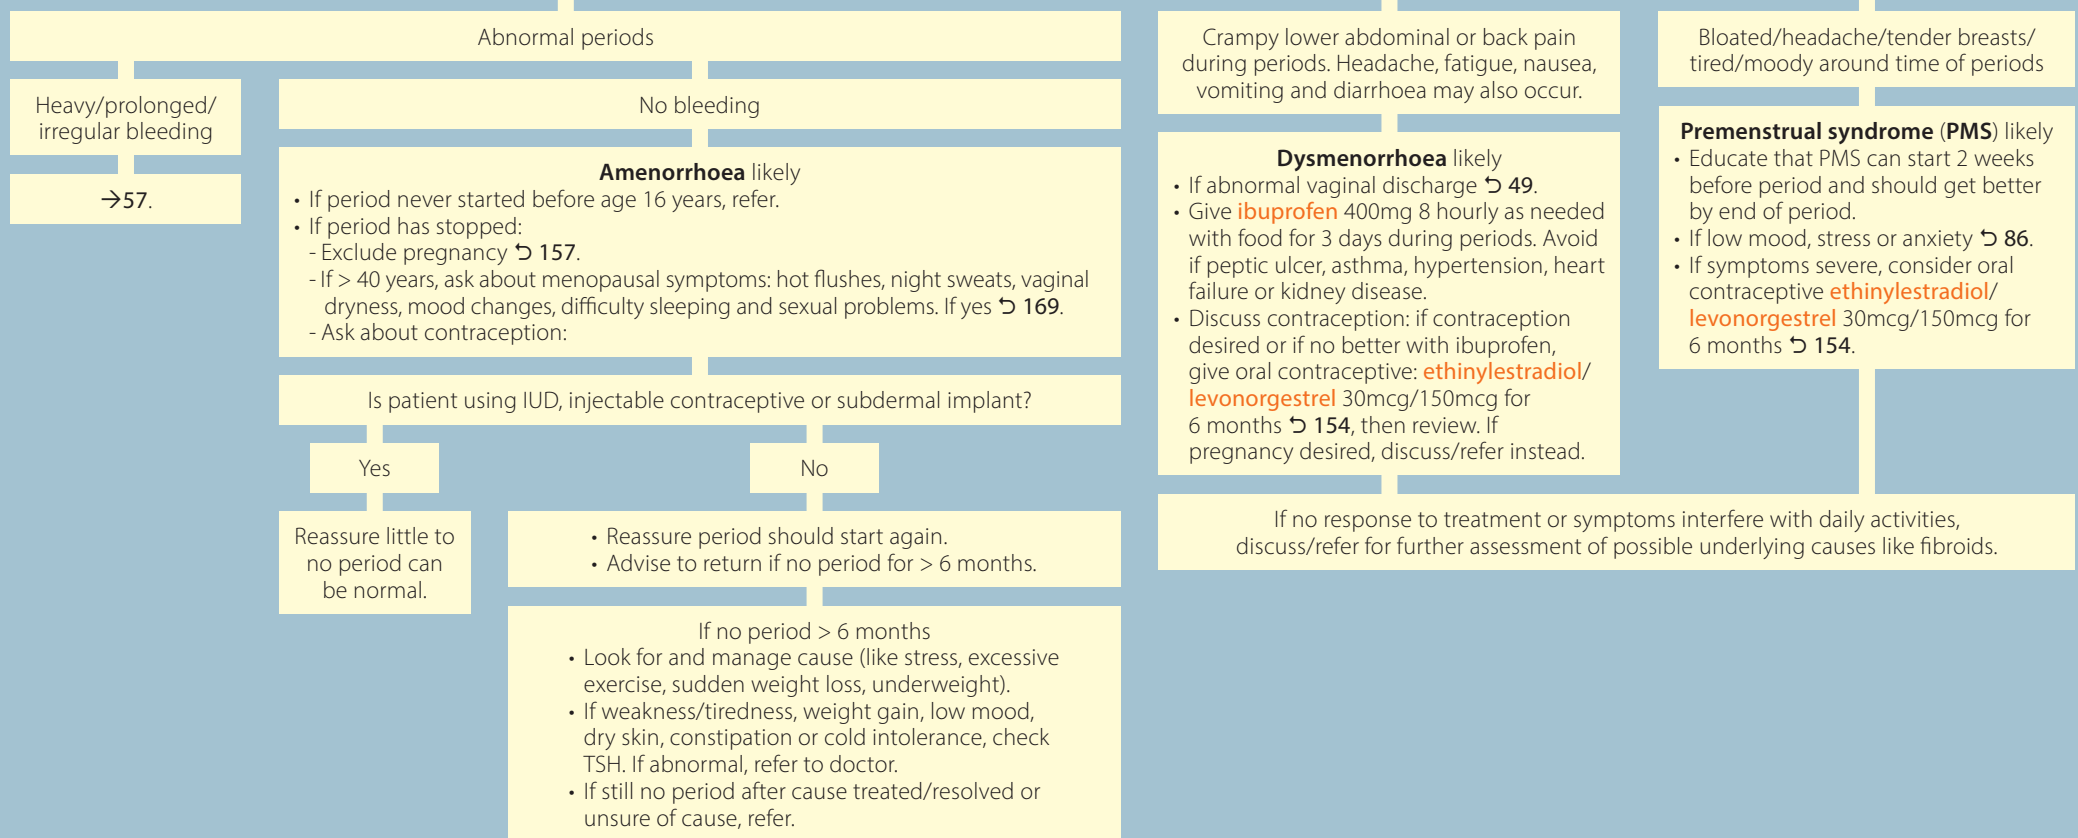 Abnormal periods
Heavy/prolonged/
irregular bleeding
→57.
No bleeding
Amenorrhoea likely
• If period never started before age 16 years, refer.
• If period has stopped:
- Exclude pregnancy ⮌ 157.
- If > 40 years, ask about menopausal symptoms: hot flushes, night sweats, vaginal
dryness, mood changes, difficulty sleeping and sexual problems. If yes ⮌ 169.
- Ask about contraception:
Is patient using IUD, injectable contraceptive or subdermal implant?
Yes
Reassure little to
no period can
be normal.
No
• Reassure period should start again.
• Advise to return if no period for > 6 months.
If no period > 6 months
• Look for and manage cause (like stress, excessive
exercise, sudden weight loss, underweight).
• If weakness/tiredness, weight gain, low mood,
dry skin, constipation or cold intolerance, check
TSH. If abnormal, refer to doctor.
• If still no period after cause treated/resolved or
unsure of cause, refer.
Crampy lower abdominal or back pain
during periods. Headache, fatigue, nausea,
vomiting and diarrhoea may also occur.
Dysmenorrhoea likely
• If abnormal vaginal discharge ⮌ 49.
• Give ibuprofen 400mg 8 hourly as needed
with food for 3 days during periods. Avoid
if peptic ulcer, asthma, hypertension, heart
failure or kidney disease.
• Discuss contraception: if contraception
desired or if no better with ibuprofen,
give oral contraceptive: ethinylestradiol/
levonorgestrel 30mcg/150mcg for
6 months ⮌ 154, then review. If
pregnancy desired, discuss/refer instead.
Bloated/headache/tender breasts/
tired/moody around time of periods
Premenstrual syndrome (PMS) likely
• Educate that PMS can start 2 weeks
before period and should get better
by end of period.
• If low mood, stress or anxiety ⮌ 86.
• If symptoms severe, consider oral
contraceptive ethinylestradiol/
levonorgestrel 30mcg/150mcg for
6 months ⮌ 154.
If no response to treatment or symptoms interfere with daily activities,
discuss/refer for further assessment of possible underlying causes like fibroids.